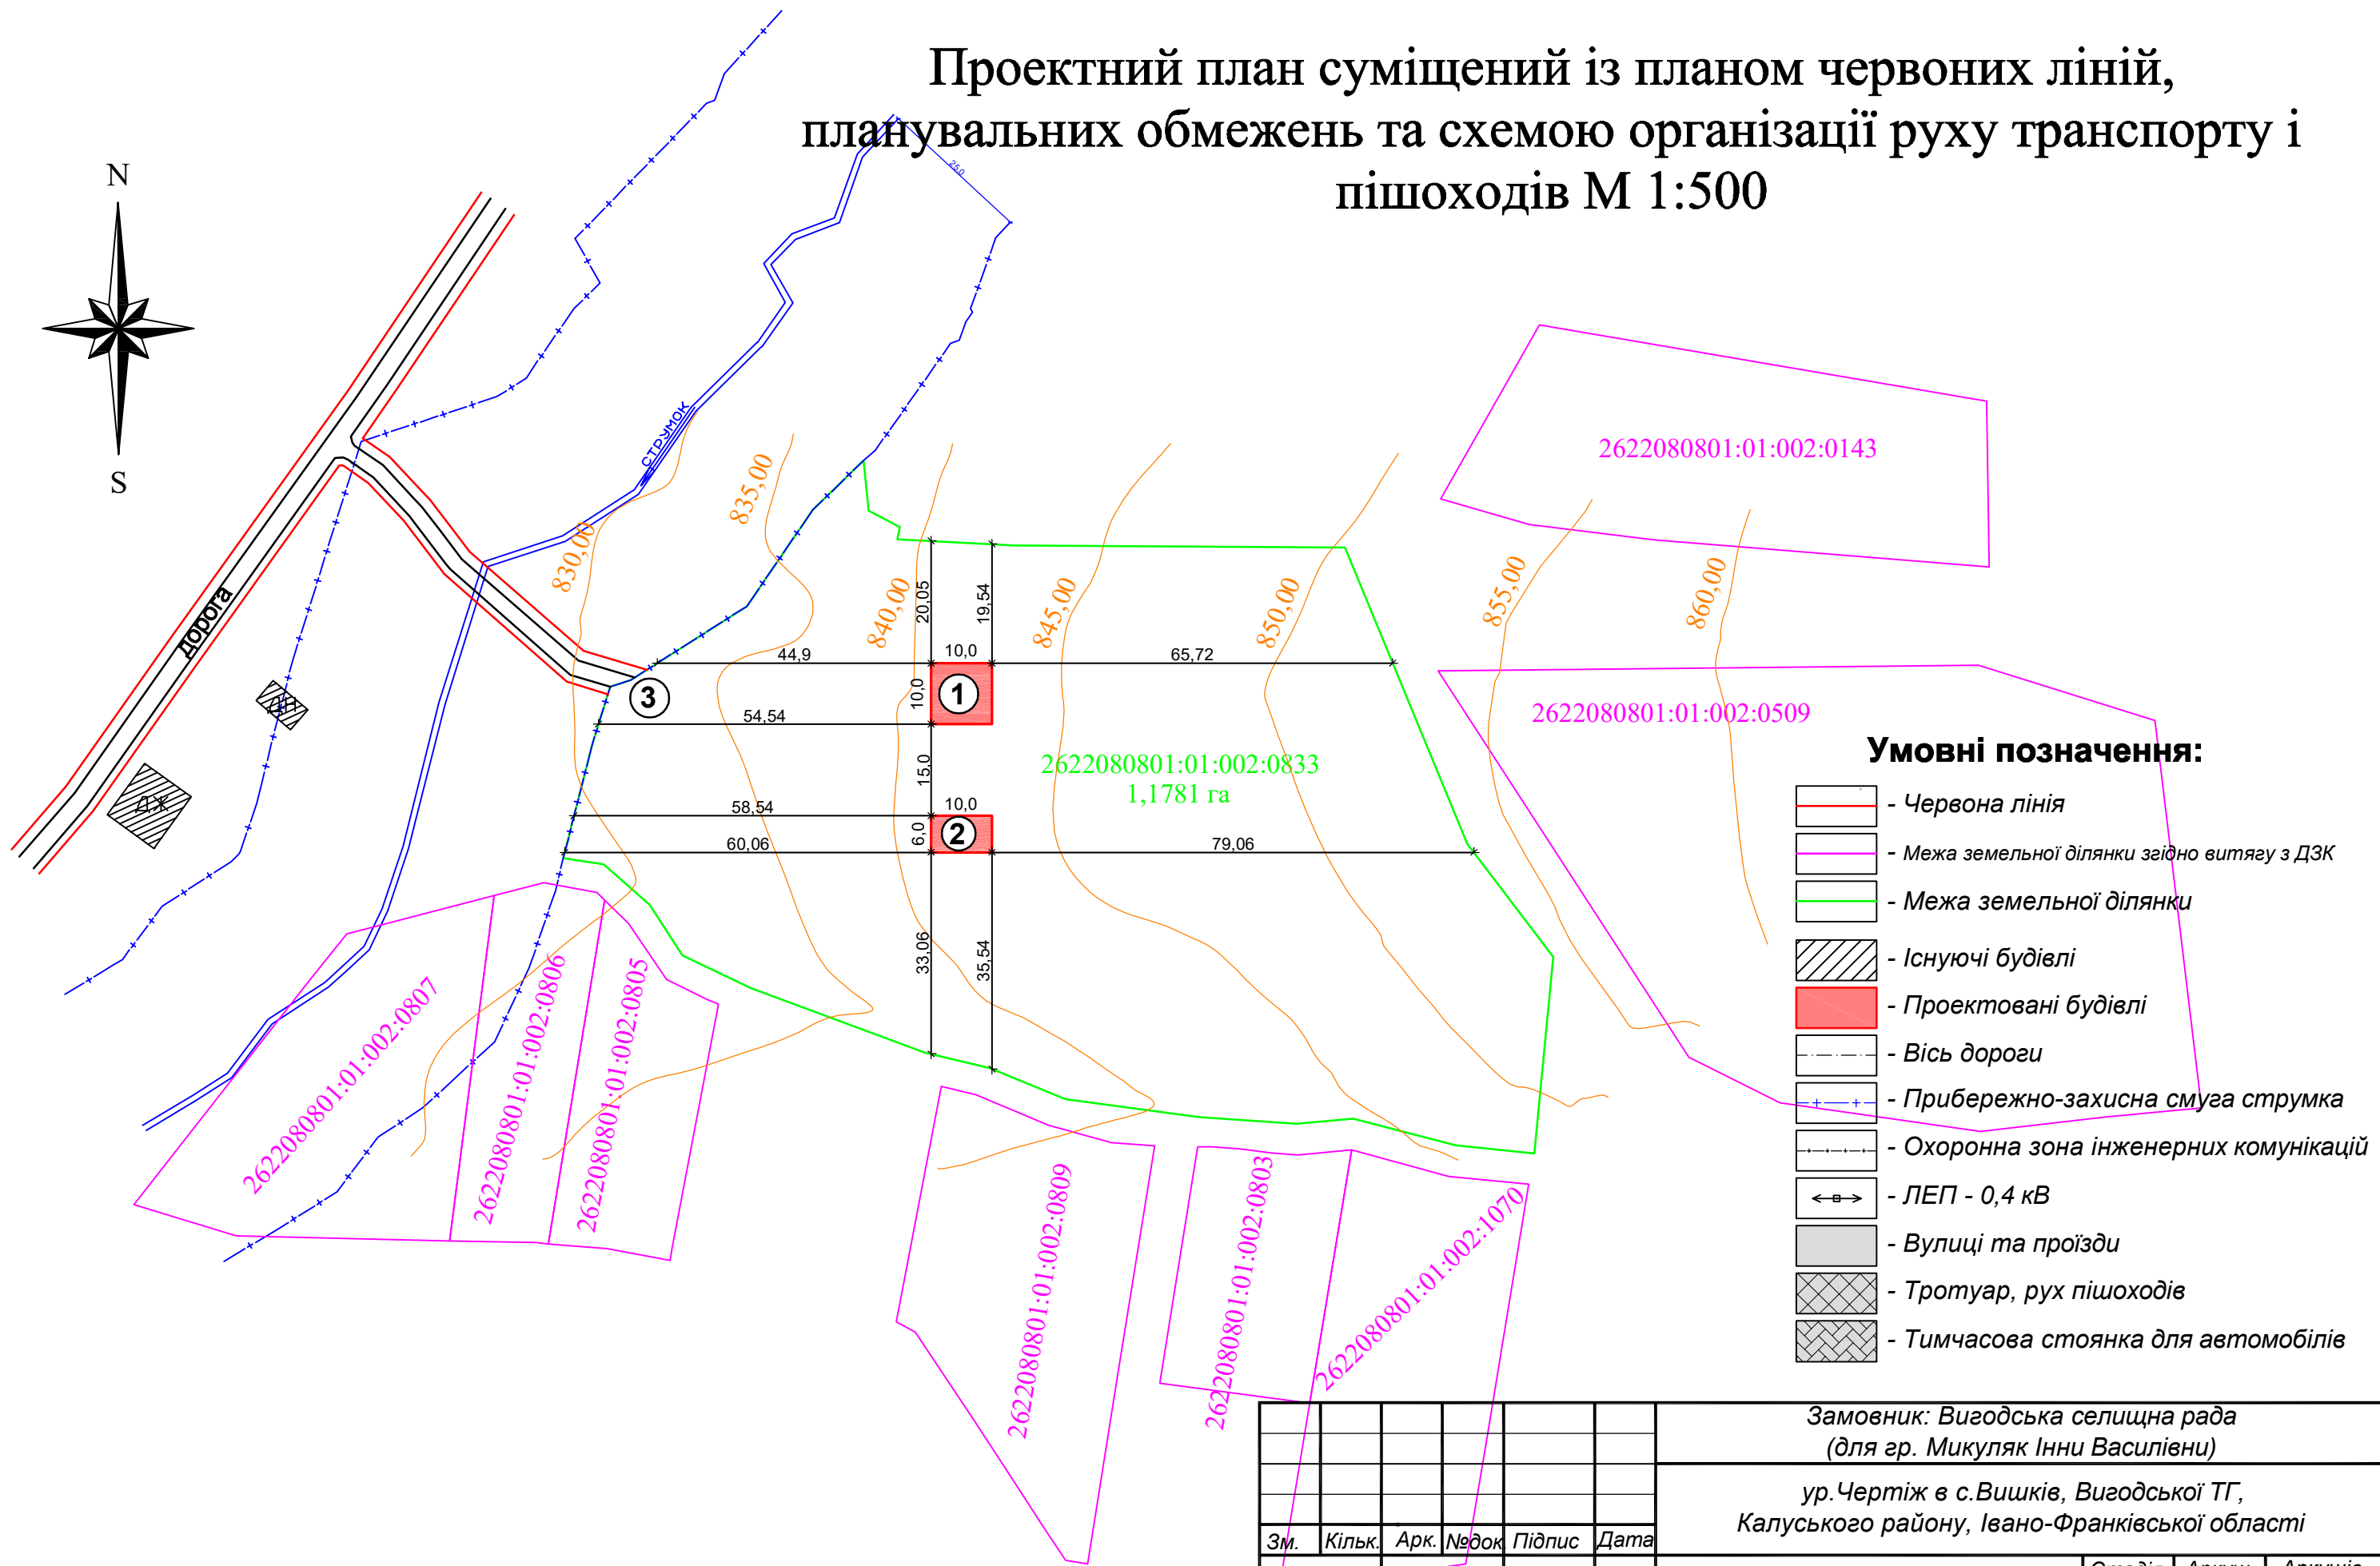 Проектний план суміщений із планом червоних ліній,
планувальних обмежень та схемою організації руху транспорту і
пішоходів М 1:500
N
S
25,0
струмок
дорога
ДН
ДЖ
830,00
835,00
840,00
845,00
850,00
855,00
860,00
2622080801:01:002:0143
2622080801:01:002:0509
20,05
19,54
44,9
10,0
65,72
10,0
1
3
54,54
15,0
2622080801:01:002:0833
1,1781 га
58,54
10,0
6,0
2
60,06
79,06
33,06
35,54
2622080801:01:002:0807
2622080801:01:002:0806
2622080801:01:002:0805
2622080801:01:002:0809
2622080801:01:002:0803
2622080801:01:002:1070
Умовні позначення:
- Червона лінія
- Межа земельної ділянки згідно витягу з ДЗК
- Межа земельної ділянки
- Існуючі будівлі
- Проектовані будівлі
- Вісь дороги
- Прибережно-захисна смуга струмка
- Охоронна зона інженерних комунікацій
- ЛЕП - 0,4 кВ
- Вулиці та проїзди
- Тротуар, рух пішоходів
- Тимчасова стоянка для автомобілів
Замовник: Вигодська селищна рада
(для гр. Микуляк Інни Василівни)
ур.Чертіж в с.Вишків, Вигодської ТГ,
Калуського району, Івано-Франківської області
Зм. Кільк. Арк. №док. Підпис Дата